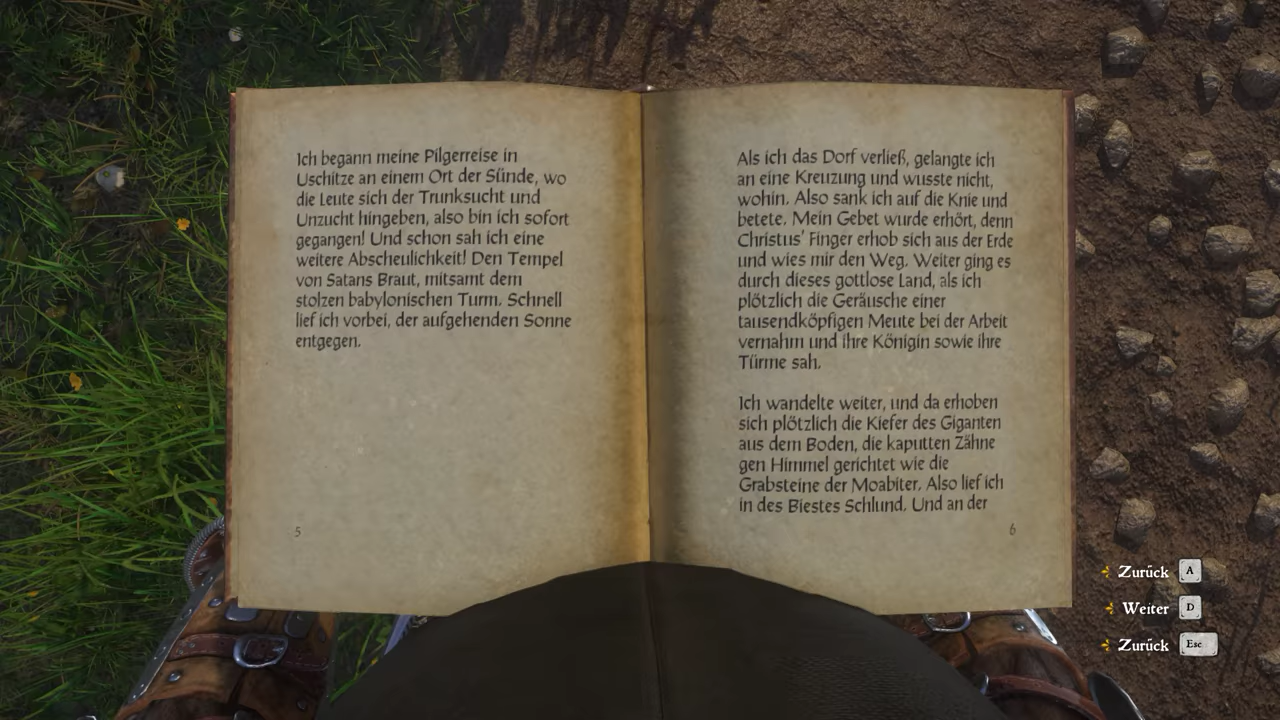 Ich begann meine Pilgerreise in
Uschitze an einem Ort der Sünde, wo
die Leute sich der Trunksucht und
Unzucht hingeben, also bin ich sofort
gegangen! Und schon sah ich eine
weitere Abscheulichkeit! Den Tempel
von Satans Braut, mitsamt dem
stolzen babylonischen Turm. Schnell
lief ich vorbei, der aufgehenden Sonne
entgegen.
5
Als ich das Dorf verließ, gelangte ich
an eine Kreuzung und wusste nicht,
wohin. Also sank ich auf die Knie und
betete. Mein Gebet wurde erhört, denn
Christus' Finger erhob sich aus der Erde
und wies mir den Weg. Weiter ging es
durch dieses gottlose Land, als ich
plötzlich die Geräusche einer
tausendköpfigen Meute bei der Arbeit
vernahm und ihre Königin sowie ihre
Türme sah.
Ich wandelte weiter, und da erhoben
sich plötzlich die Kiefer des Giganten
aus dem Boden, die kaputten Zähne
gen Himmel gerichtet wie die
Grabsteine der Moabiter. Also lief ich
in des Biestes Schlund. Und an der
6
Zurück A
Weiter D
Zurück Esc